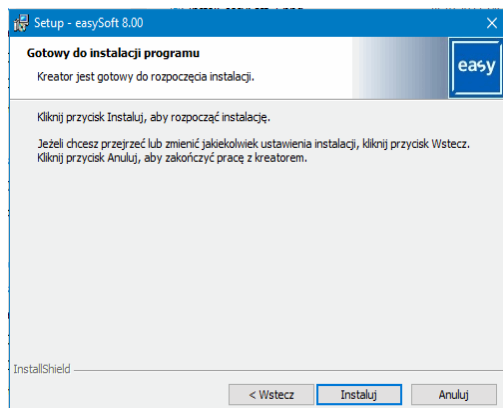 Setup - easySoft 8.00
Gotowy do instalacji programu
Kreator jest gotowy do rozpoczęcia instalacji.
easy
Kliknij przycisk Instaluj, aby rozpocząć instalację.
Jeżeli chcesz przejrzeć lub zmienić jakiekolwiek ustawienia instalacji, kliknij przycisk Wstecz.
Kliknij przycisk Anuluj, aby zakończyć pracę z kreatorem.
InstallShield
< Wstecz Instaluj Anuluj